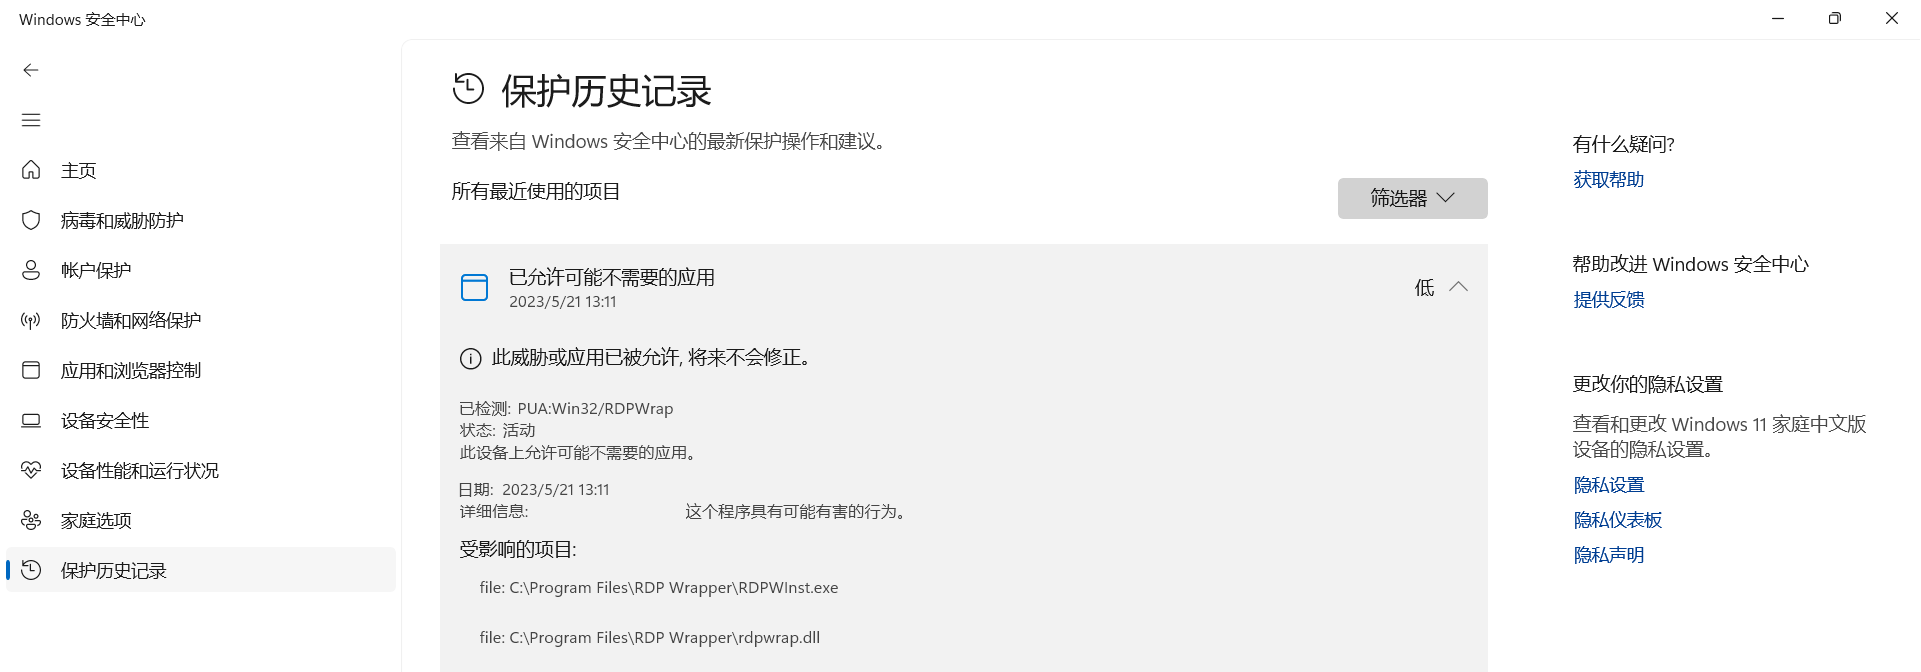 Windows 安全中心
主页
病毒和威胁防护
帐户保护
防火墙和网络保护
应用和浏览器控制
设备安全性
设备性能和运行状况
家庭选项
保护历史记录
保护历史记录
查看来自 Windows 安全中心的最新保护操作和建议。
所有最近使用的项目
筛选器
已允许可能不需要的应用
2023/5/21 13:11
低
此威胁或应用已被允许, 将来不会修正。
已检测: PUA:Win32/RDPWrap
状态: 活动
此设备上允许可能不需要的应用。
日期: 2023/5/21 13:11
详细信息: 这个程序具有可能有害的行为。
受影响的项目:
file: C:\Program Files\RDP Wrapper\RDPWInst.exe
file: C:\Program Files\RDP Wrapper\rdpwrap.dll
有什么疑问?
获取帮助
帮助改进 Windows 安全中心
提供反馈
更改你的隐私设置
查看和更改 Windows 11 家庭中文版
设备的隐私设置。
隐私设置
隐私仪表板
隐私声明